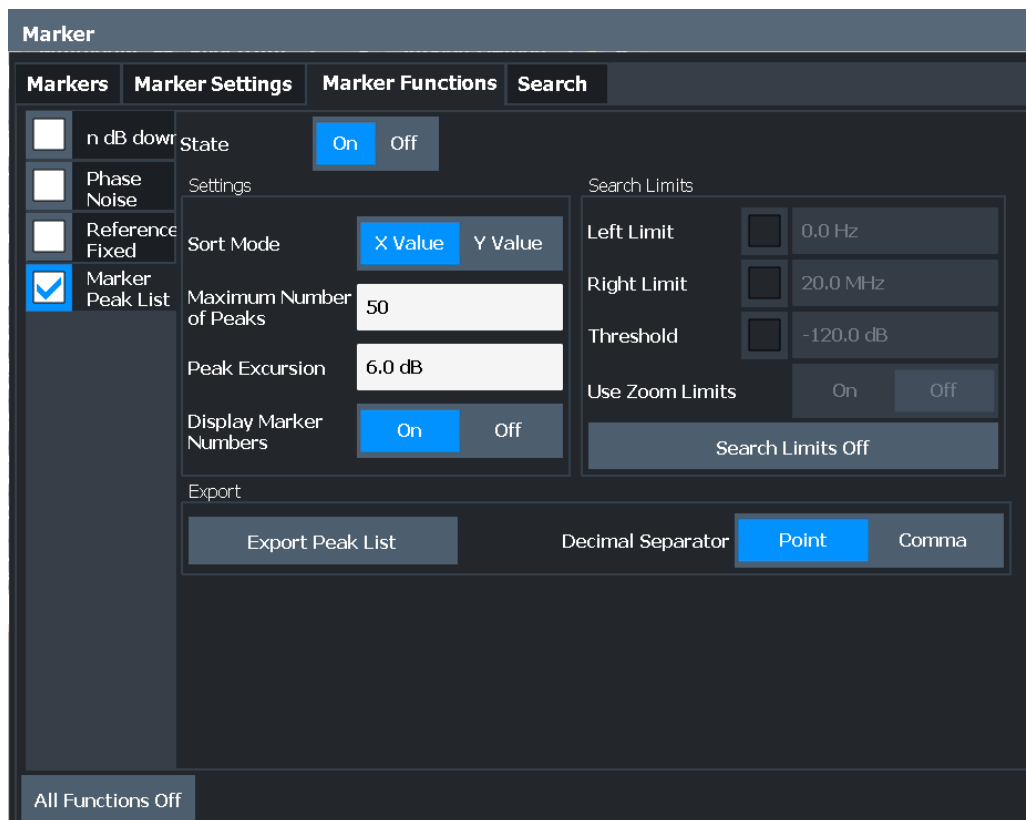 Marker
Markers Marker Settings Marker Functions Search
n dB down
State On Off
Phase
Noise
Reference
Fixed
Marker
Peak List
Settings
Sort Mode X Value Y Value
Maximum Number
of Peaks
50
Peak Excursion 6.0 dB
Display Marker
Numbers
On Off
Search Limits
Left Limit 0.0 Hz
Right Limit 20.0 MHz
Threshold -120.0 dB
Use Zoom Limits On Off
Search Limits Off
Export
Export Peak List Decimal Separator Point Comma
All Functions Off